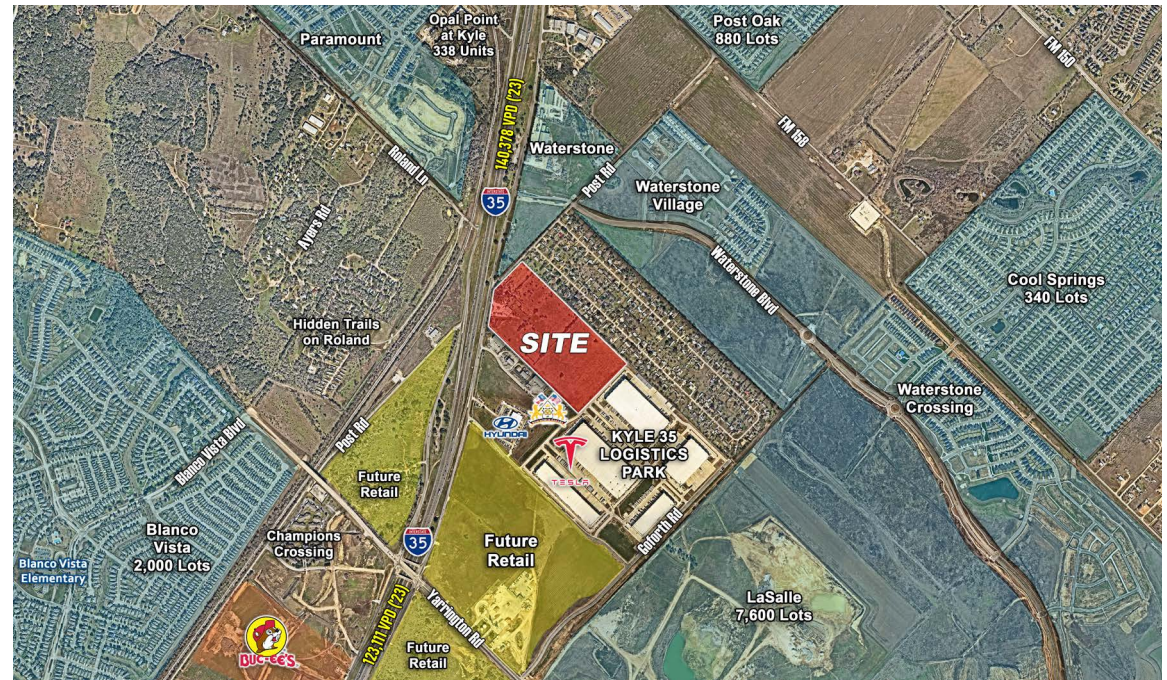 Opal Point
at Kyle
338 Units
Paramount
Post Oak
880 Lots
FM 150
140,378 VPD ('23)
FM 158
Waterstone
Roland Ln
Post Rd
Waterstone
Village
INTERSTATE
35
Ayers Rd
Waterstone Blvd
Cool Springs
340 Lots
Hidden Trails
on Roland
SITE
Waterstone
Crossing
HYUNDAI
TESLA
KYLE 35
LOGISTICS
PARK
Blanco Vista Blvd
Post Rd
Future
Retail
Goforth Rd
Blanco
Vista
2,000 Lots
Champions
Crossing
35
Future
Retail
Blanco Vista
Elementary
LaSalle
7,600 Lots
Yarrington Rd
123,111 VPD ('23)
BUC-EE'S
Future
Retail